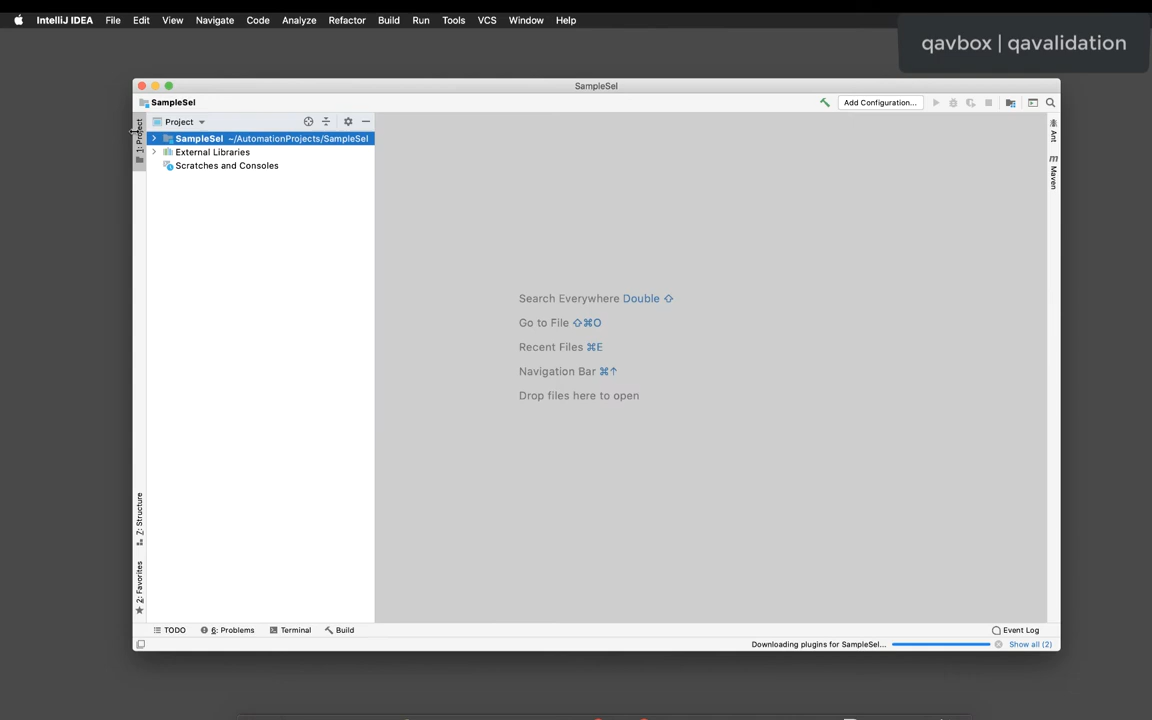 IntelliJ IDEA File Edit View Navigate Code Analyze Refactor Build Run Tools VCS Window Help
qavbox | qavalidation
SampleSel
SampleSel
Add Configuration...
Project
1: Project
SampleSel ~/AutomationProjects/SampleSel
External Libraries
Scratches and Consoles
Ant
Maven
Search Everywhere Double ⇧
Go to File ⇧⌘O
Recent Files ⌘E
Navigation Bar ⌘↑
Drop files here to open
Z: Structure
2: Favorites
TODO 6: Problems Terminal Build Event Log
Downloading plugins for SampleSel... Show all (2)